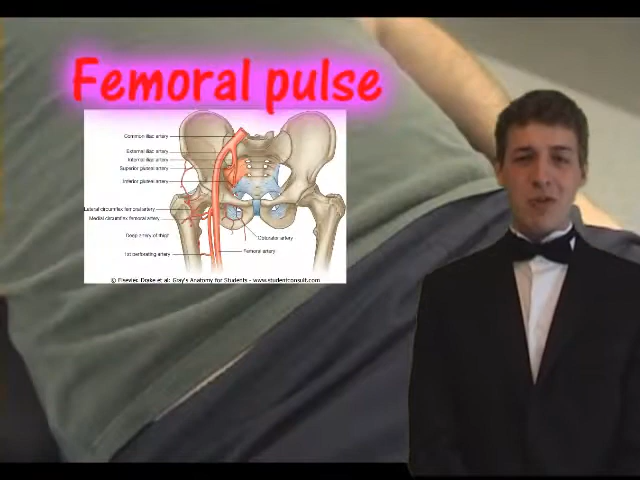 Femoral pulse
Common iliac artery
External iliac artery
Internal iliac artery
Superior gluteal artery
Inferior gluteal artery
Lateral circumflex femoral artery
Medial circumflex femoral artery
Deep artery of thigh
Obturator artery
Femoral artery
1st perforating artery
© Elsevier. Drake et al: Gray's Anatomy for Students - www.studentconsult.com